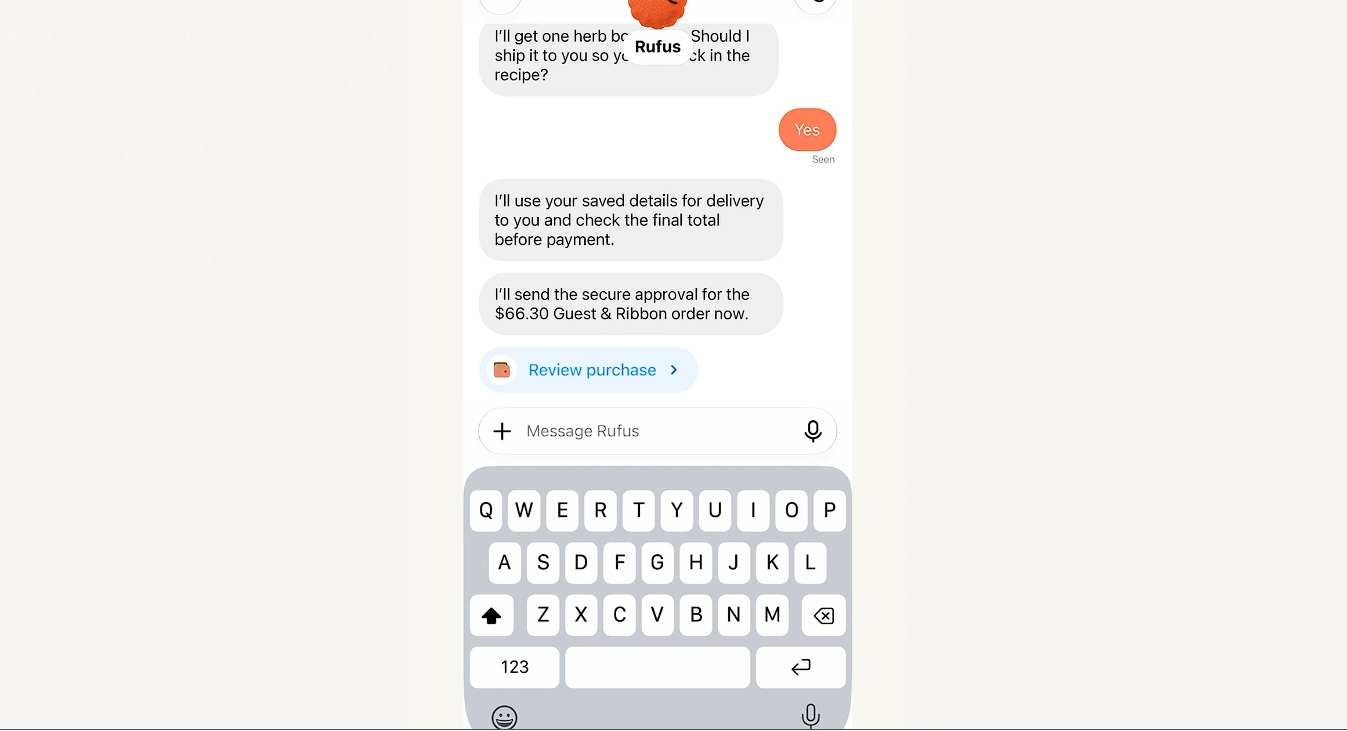 I'll get one herb bo Should I
Rufus
ship it to you so yo ck in the
recipe?
Yes
Seen
I'll use your saved details for delivery
to you and check the final total
before payment.
I'll send the secure approval for the
$66.30 Guest & Ribbon order now.
Review purchase
Message Rufus
Q W E R T Y U I O P
A S D F G H J K L
Z X C V B N M
123